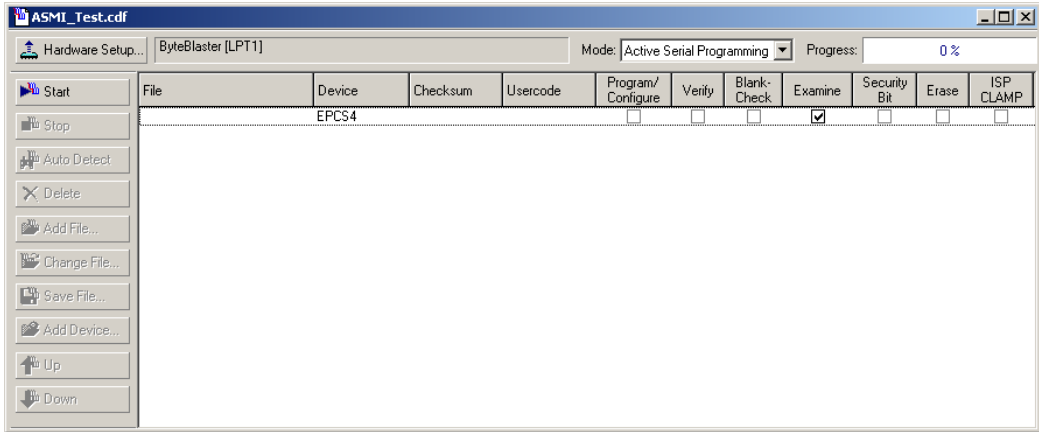 ASMI_Test.cdf
Hardware Setup... ByteBlaster [LPT1] Mode: Active Serial Programming Progress: 0 %
Start
Stop
Auto Detect
Delete
Add File...
Change File...
Save File...
Add Device...
Up
Down
File Device Checksum Usercode Program/ Configure Verify Blank- Check Examine Security Bit Erase ISP CLAMP
EPCS4